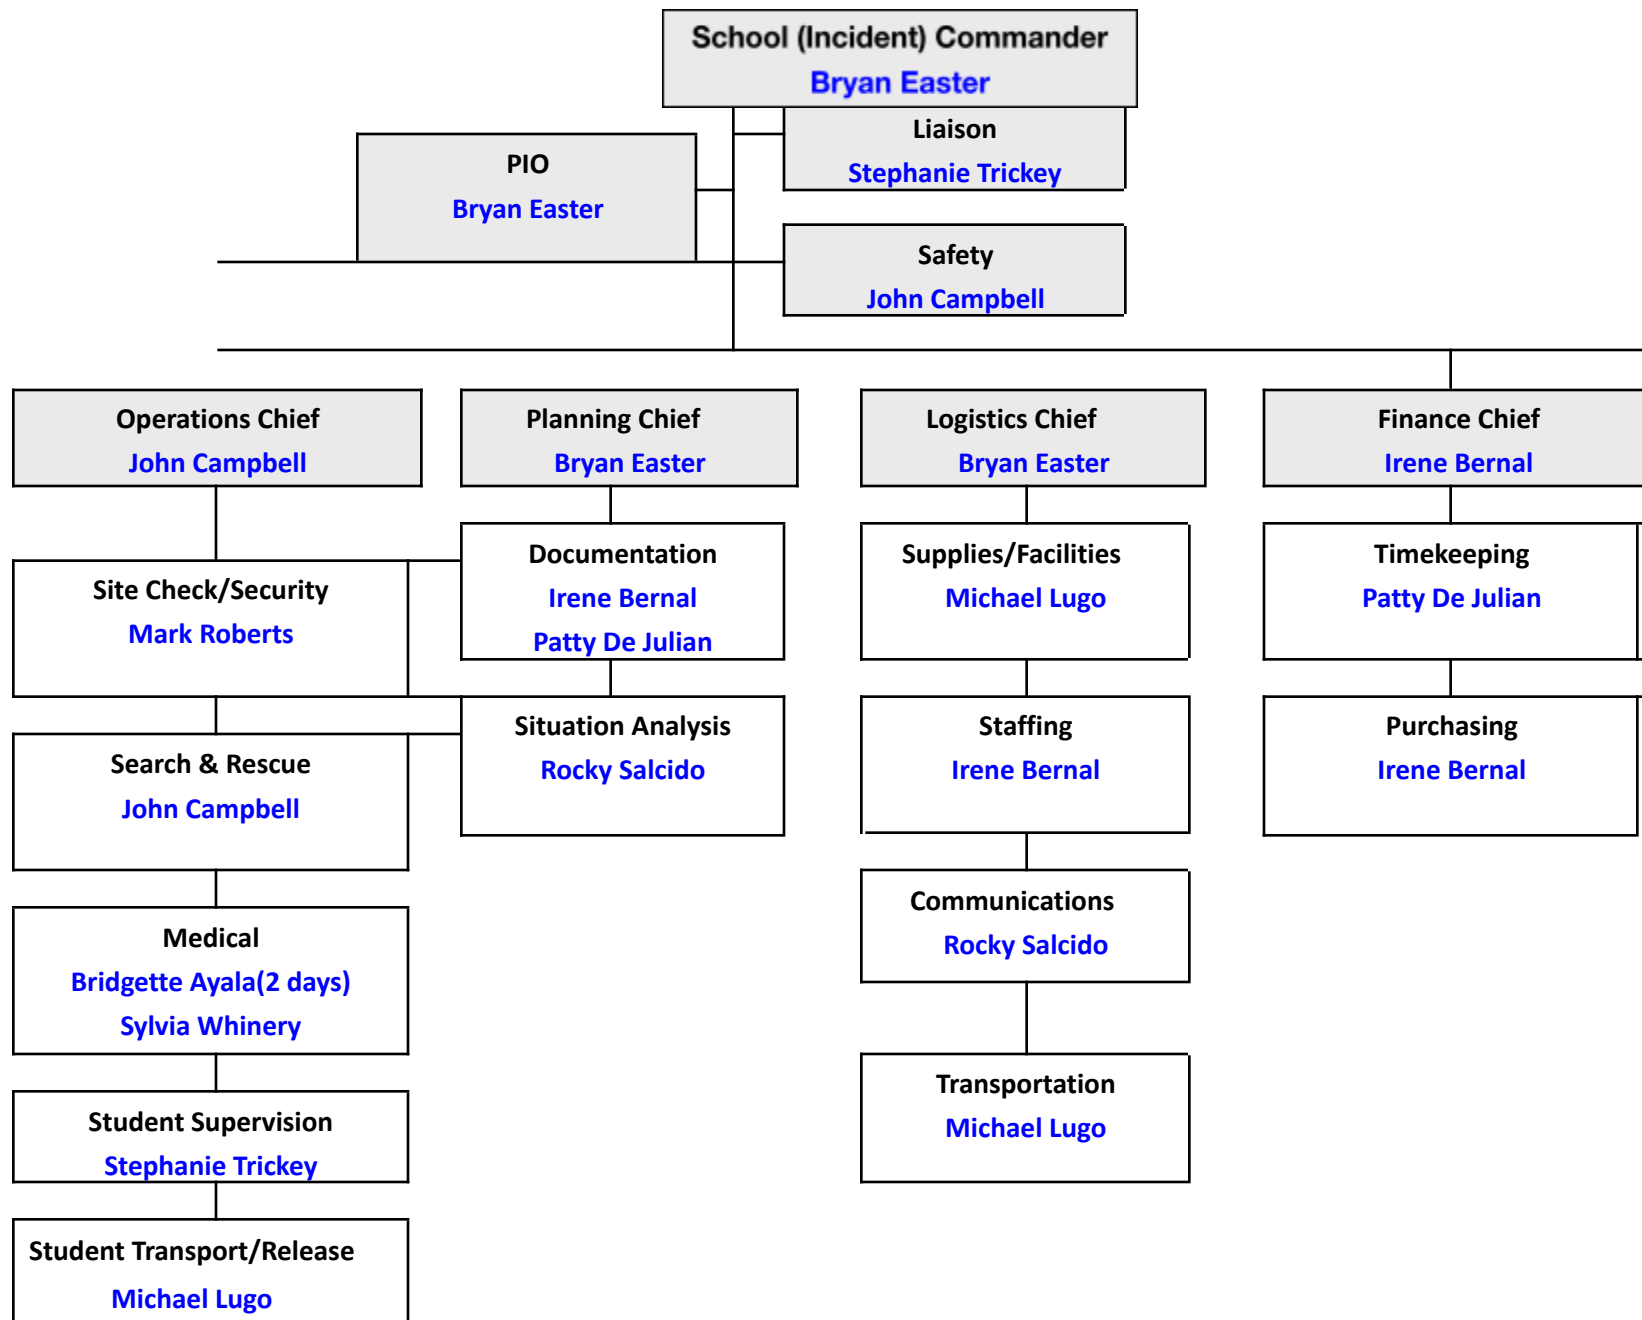 School (Incident) Commander
Bryan Easter
Liaison
Stephanie Trickey
PIO
Bryan Easter
Safety
John Campbell
Operations Chief
John Campbell
Planning Chief
Bryan Easter
Logistics Chief
Bryan Easter
Finance Chief
Irene Bernal
Site Check/Security
Mark Roberts
Documentation
Irene Bernal
Patty De Julian
Supplies/Facilities
Michael Lugo
Timekeeping
Patty De Julian
Search & Rescue
John Campbell
Situation Analysis
Rocky Salcido
Staffing
Irene Bernal
Purchasing
Irene Bernal
Medical
Bridgette Ayala(2 days)
Sylvia Whinery
Communications
Rocky Salcido
Student Supervision
Stephanie Trickey
Transportation
Michael Lugo
Student Transport/Release
Michael Lugo